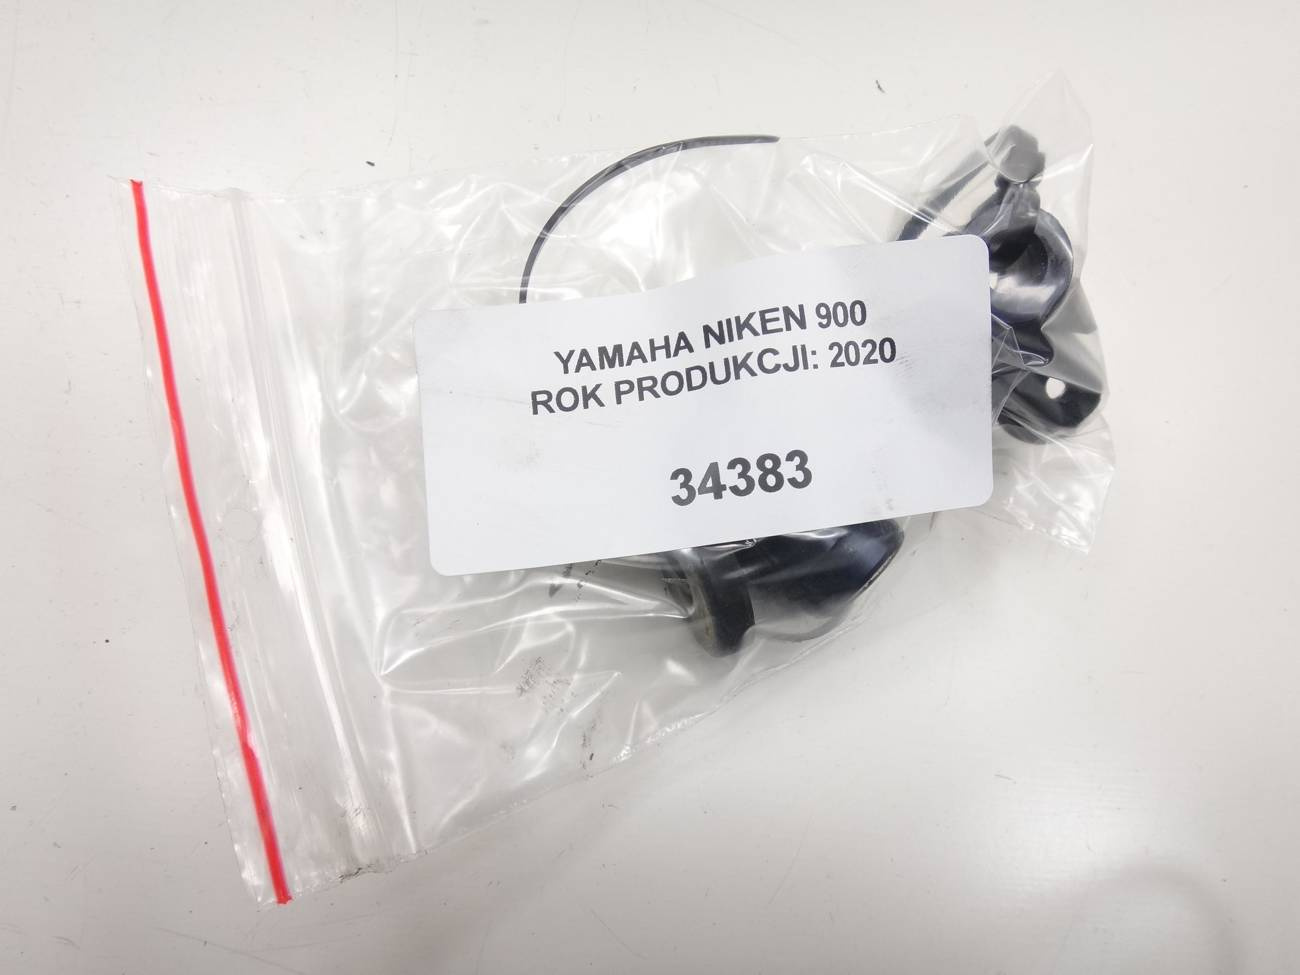 YAMAHA NIKEN 900
ROK PRODUKCJI: 2020
34383